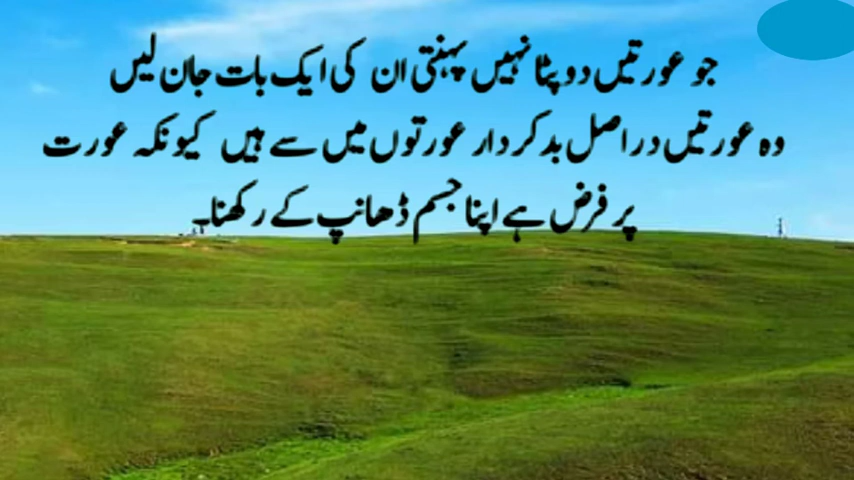 جو عورتیں دوپٹا نہیں پہنتی ان کی ایک بات جان لیں
وہ عورتیں دراصل بدکردار عورتوں میں سے ہیں کیونکہ عورت
پر فرض ہے اپنا جسم ڈھانپ کے رکھنا۔